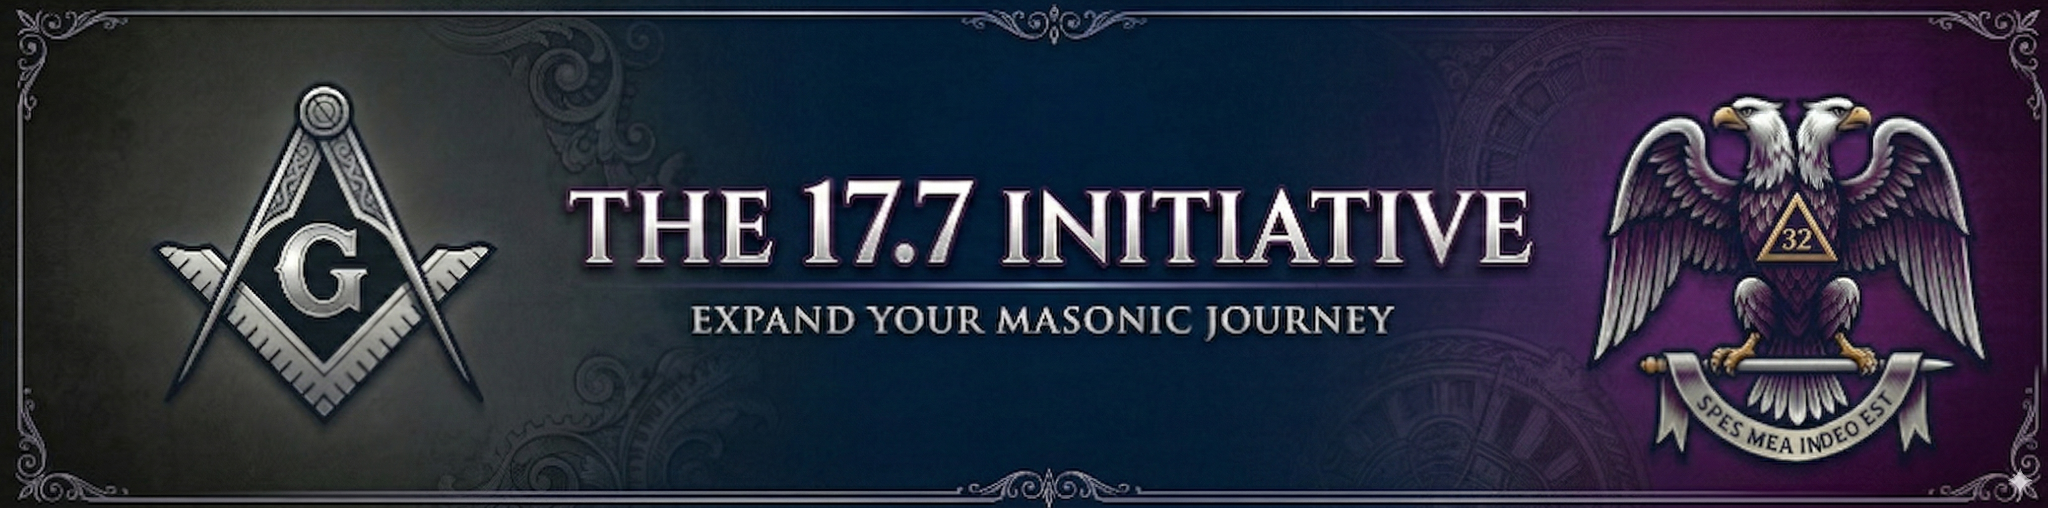 G
THE 17.7 INITIATIVE
EXPAND YOUR MASONIC JOURNEY
32
SPES MEA INDEO EST